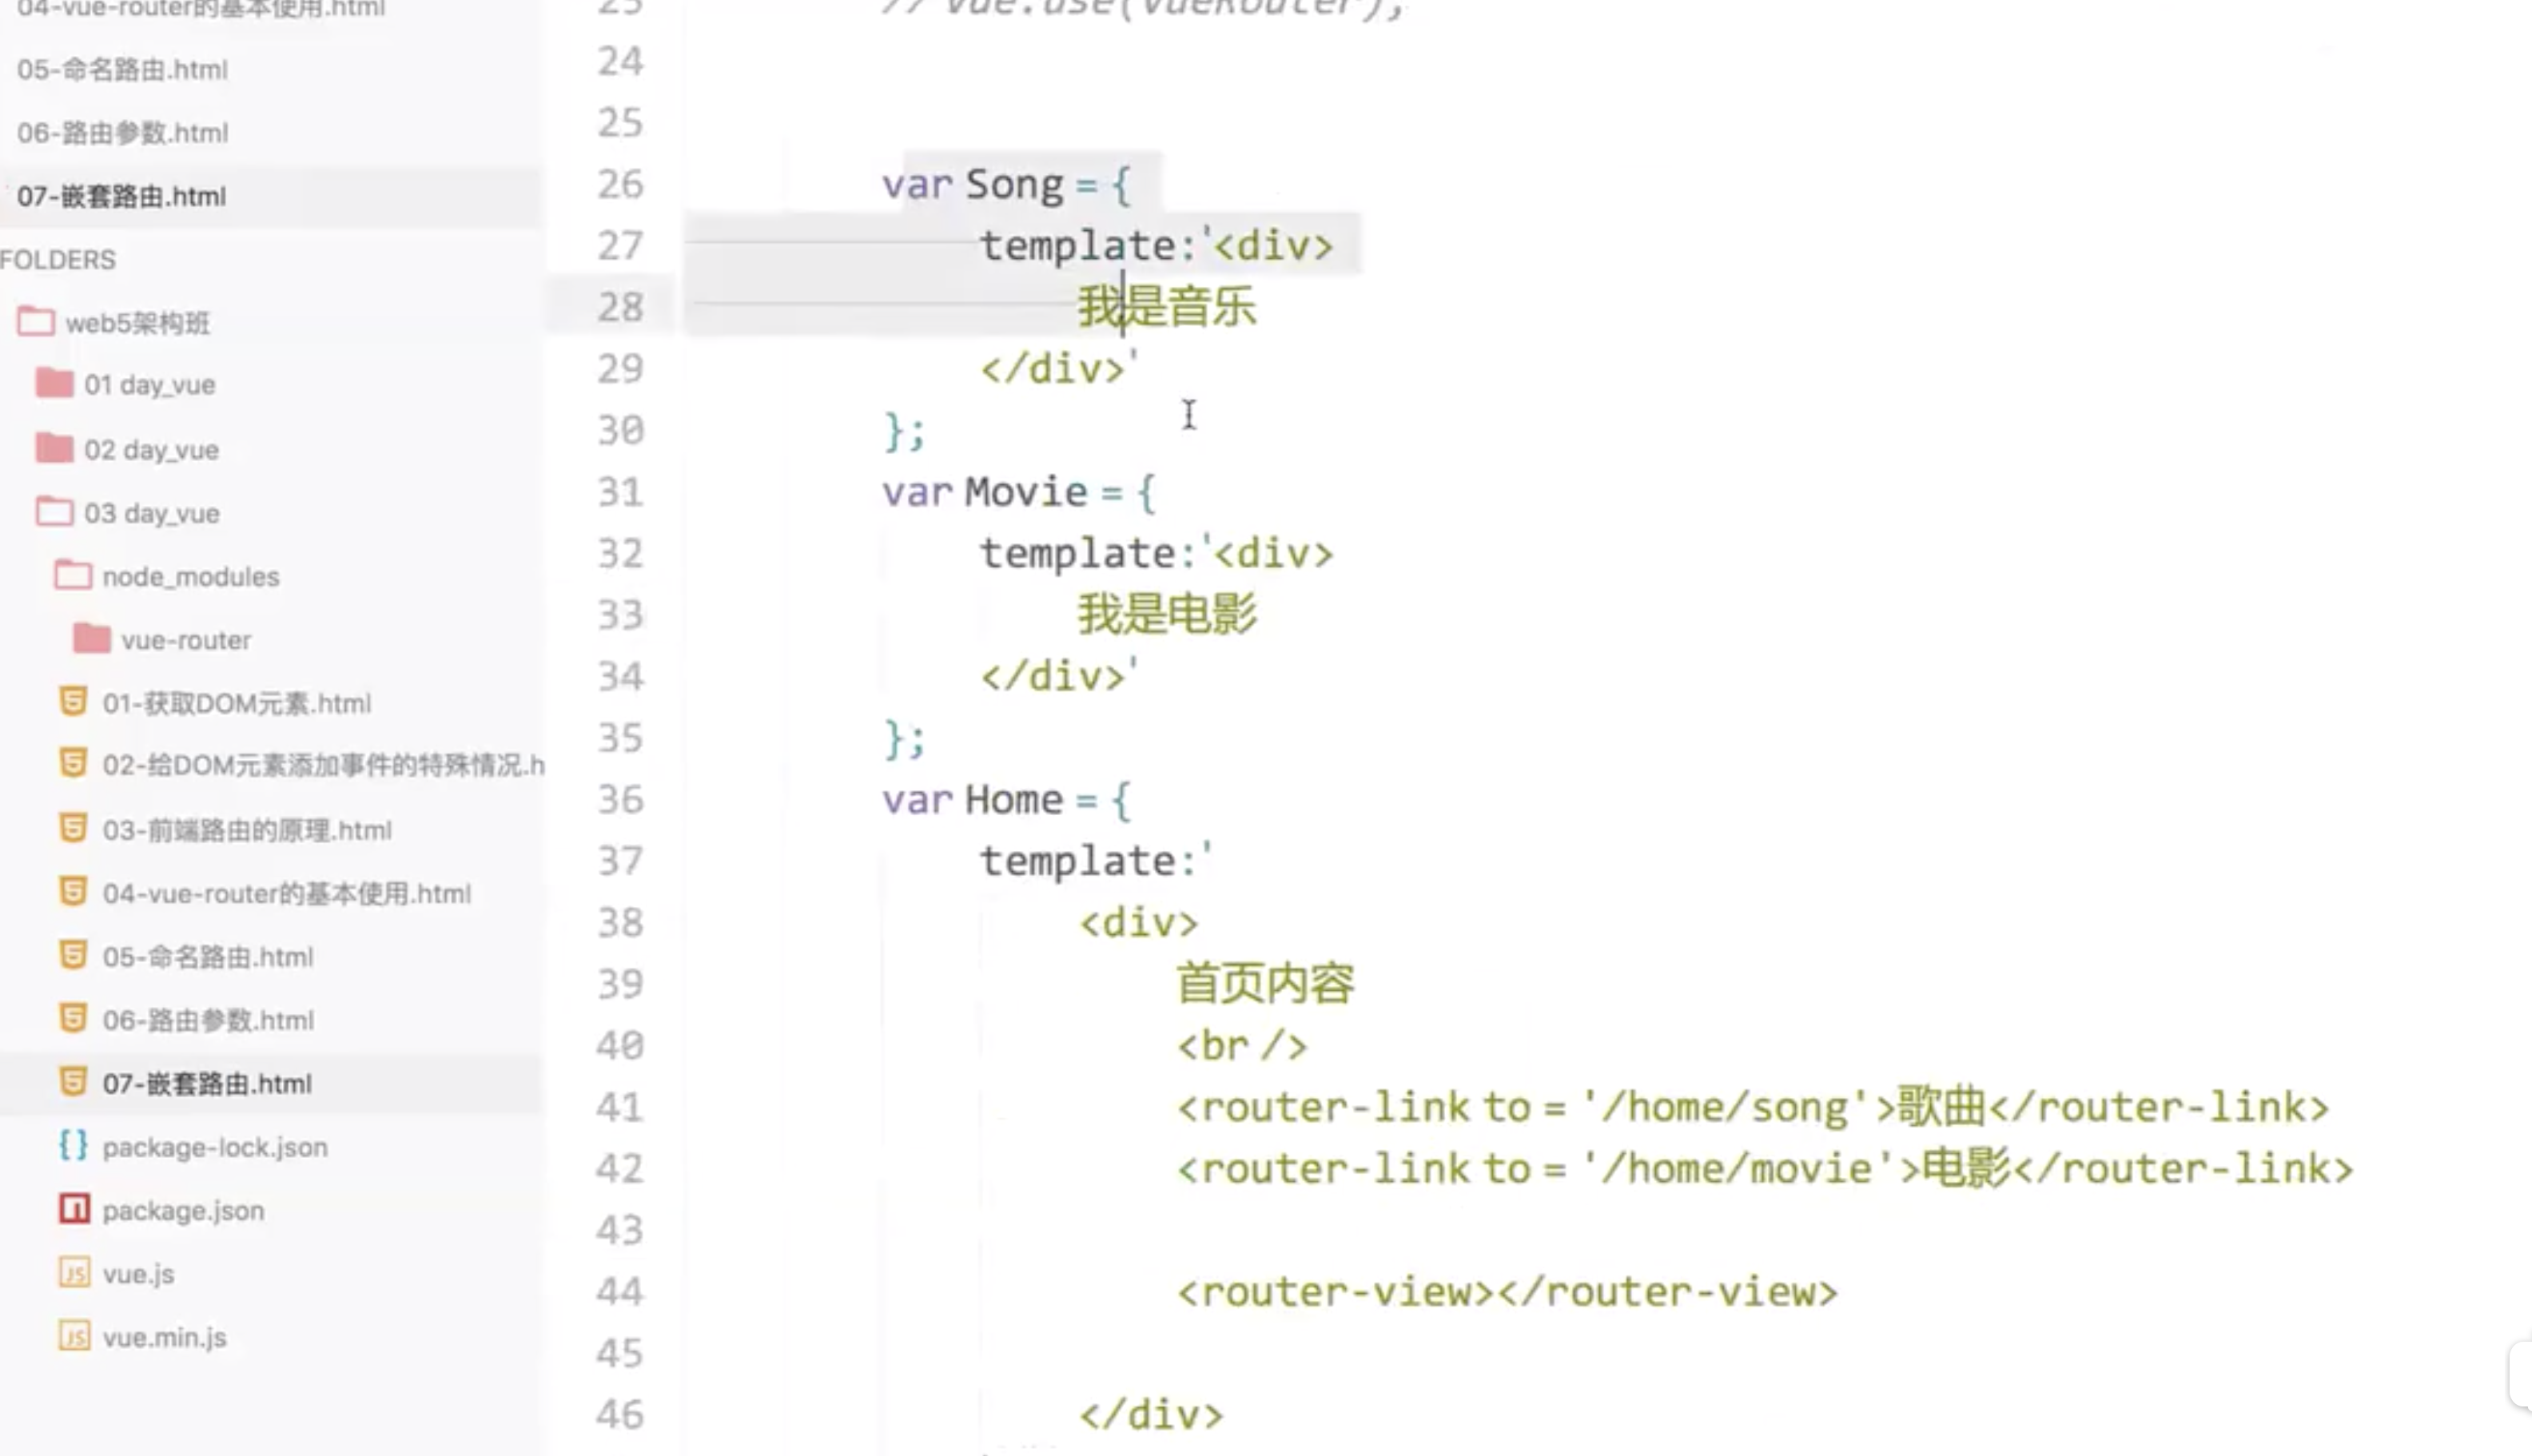 04-vue-router的基本使用.html
05-命名路由.html
06-路由参数.html
07-嵌套路由.html
FOLDERS
web5架构班
01 day_vue
02 day_vue
03 day_vue
node_modules
vue-router
01-获取DOM元素.html
02-给DOM元素添加事件的特殊情况.h
03-前端路由的原理.html
04-vue-router的基本使用.html
05-命名路由.html
06-路由参数.html
07-嵌套路由.html
package-lock.json
package.json
vue.js
vue.min.js
23 // Vue.use(VueRouter);
24
25
26 var Song = {
27 template:'<div>
28 我是音乐
29 </div>'
30 };
31 var Movie = {
32 template:'<div>
33 我是电影
34 </div>'
35 };
36 var Home = {
37 template:'
38 <div>
39 首页内容
40 <br />
41 <router-link to = '/home/song'>歌曲</router-link>
42 <router-link to = '/home/movie'>电影</router-link>
43
44 <router-view></router-view>
45
46 </div>